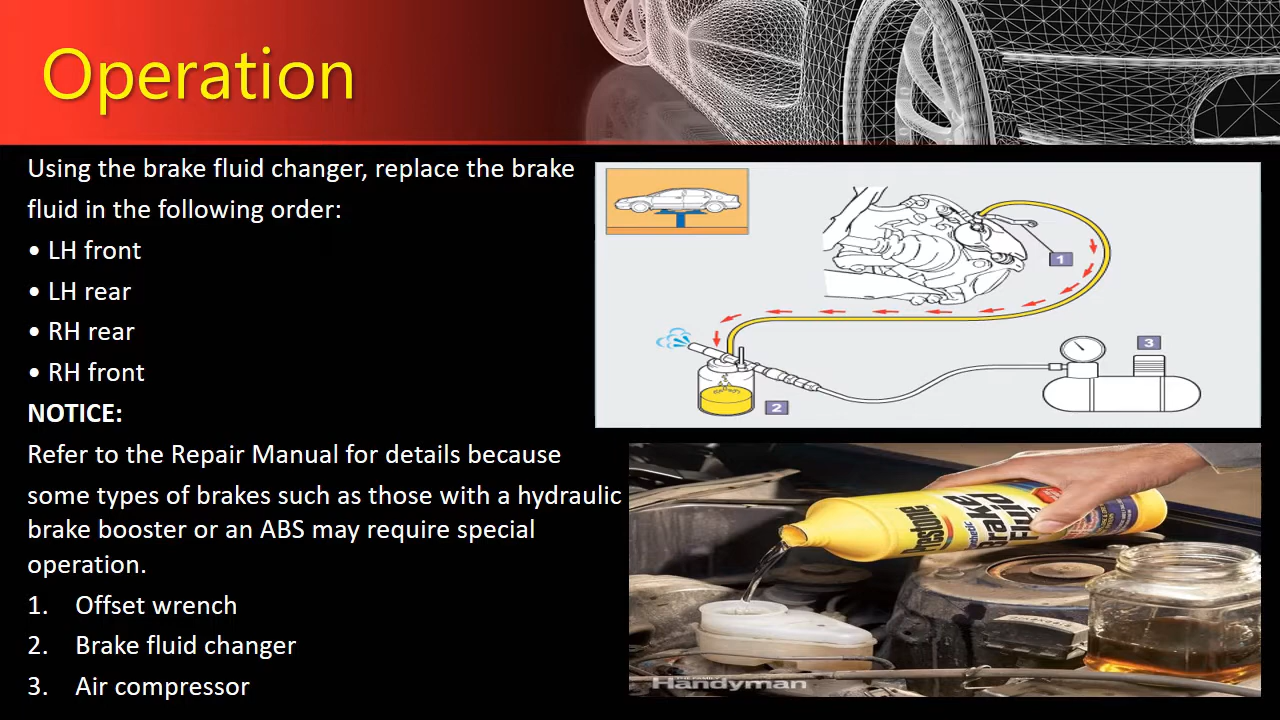 Operation
Using the brake fluid changer, replace the brake
fluid in the following order:
• LH front
• LH rear
• RH rear
• RH front
NOTICE:
Refer to the Repair Manual for details because
some types of brakes such as those with a hydraulic
brake booster or an ABS may require special
operation.
1. Offset wrench
2. Brake fluid changer
3. Air compressor
1
2
3
Prestone
Synthetic
Brake
Fluid
THE FAMILY
Handyman